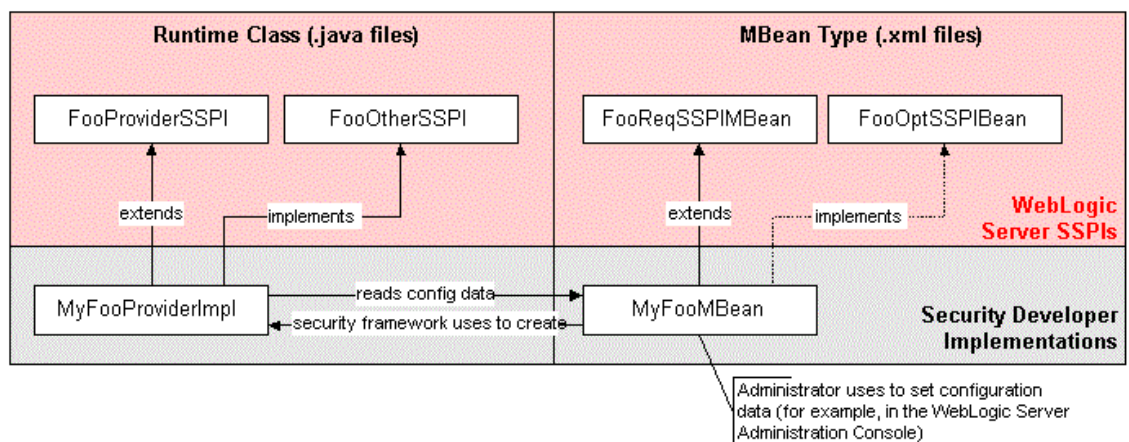 Runtime Class (.java files)
MBean Type (.xml files)
FooProviderSSPI
FooOtherSSPI
FooReqSSPIMBean
FooOptSSPIBean
extends
implements
extends
implements
WebLogic
Server SSPIs
MyFooProviderImpl
reads config data
security framework uses to create
MyFooMBean
Security Developer
Implementations
Administrator uses to set configuration
data (for example, in the WebLogic Server
Administration Console)